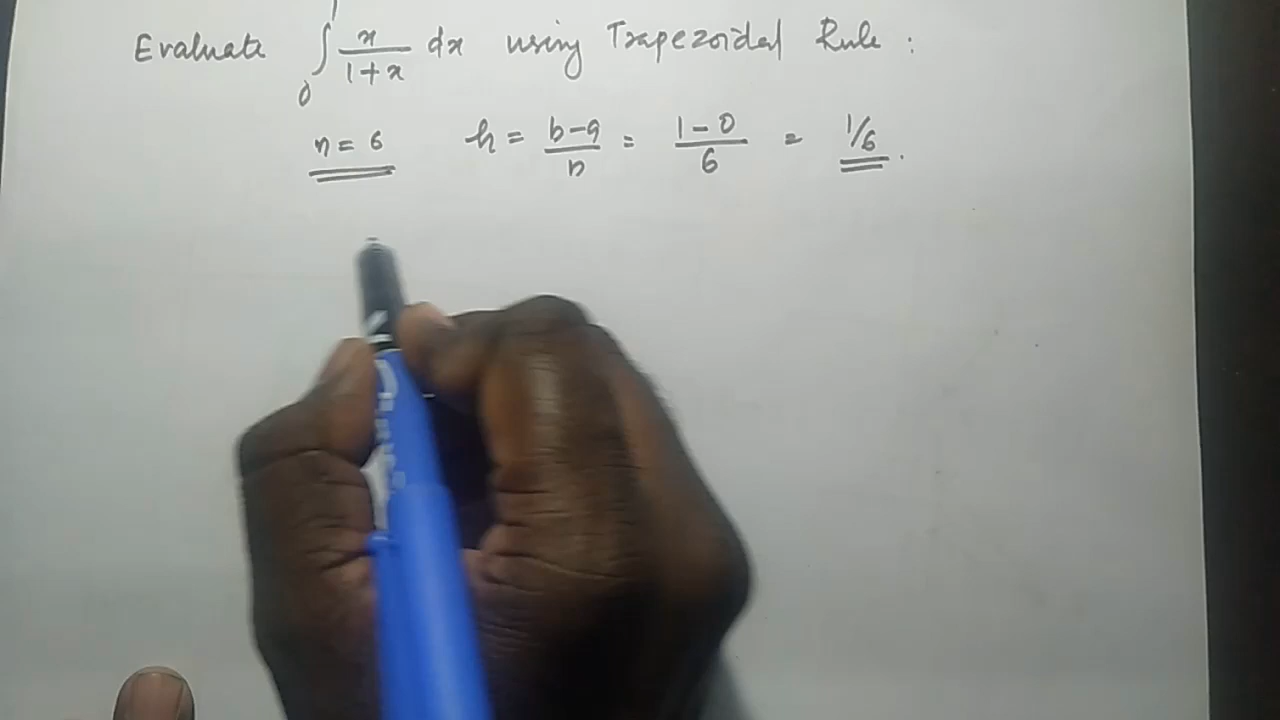 Evaluate ∫₀¹ x/(1+x) dx using Trapezoidal Rule :
n = 6 h = (b-a)/n = (1-0)/6 = 1/6 .